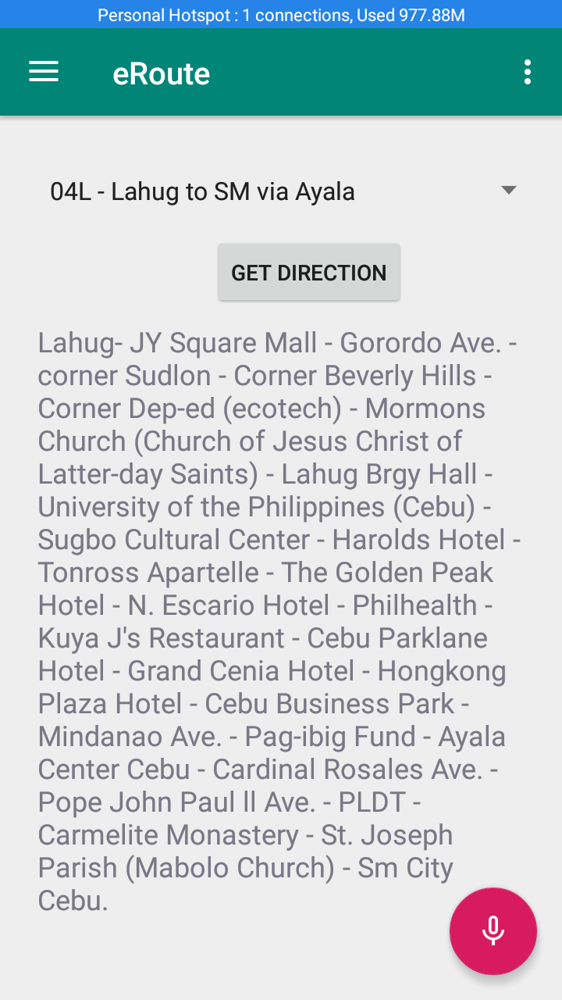 Personal Hotspot : 1 connections, Used 977.88M
eRoute
04L - Lahug to SM via Ayala
GET DIRECTION
Lahug- JY Square Mall - Gorordo Ave. -
corner Sudlon - Corner Beverly Hills -
Corner Dep-ed (ecotech) - Mormons
Church (Church of Jesus Christ of
Latter-day Saints) - Lahug Brgy Hall -
University of the Philippines (Cebu) -
Sugbo Cultural Center - Harolds Hotel -
Tonross Apartelle - The Golden Peak
Hotel - N. Escario Hotel - Philhealth -
Kuya J's Restaurant - Cebu Parklane
Hotel - Grand Cenia Hotel - Hongkong
Plaza Hotel - Cebu Business Park -
Mindanao Ave. - Pag-ibig Fund - Ayala
Center Cebu - Cardinal Rosales Ave. -
Pope John Paul ll Ave. - PLDT -
Carmelite Monastery - St. Joseph
Parish (Mabolo Church) - Sm City
Cebu.